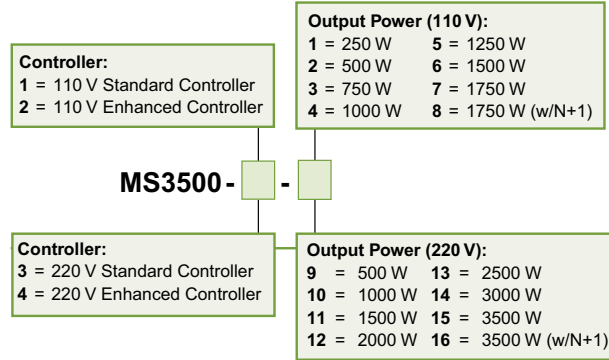 Output Power (110 V):
1 = 250 W 5 = 1250 W
2 = 500 W 6 = 1500 W
3 = 750 W 7 = 1750 W
4 = 1000 W 8 = 1750 W (w/N+1)
Controller:
1 = 110 V Standard Controller
2 = 110 V Enhanced Controller
MS3500 - -
Controller:
3 = 220 V Standard Controller
4 = 220 V Enhanced Controller
Output Power (220 V):
9 = 500 W 13 = 2500 W
10 = 1000 W 14 = 3000 W
11 = 1500 W 15 = 3500 W
12 = 2000 W 16 = 3500 W (w/N+1)